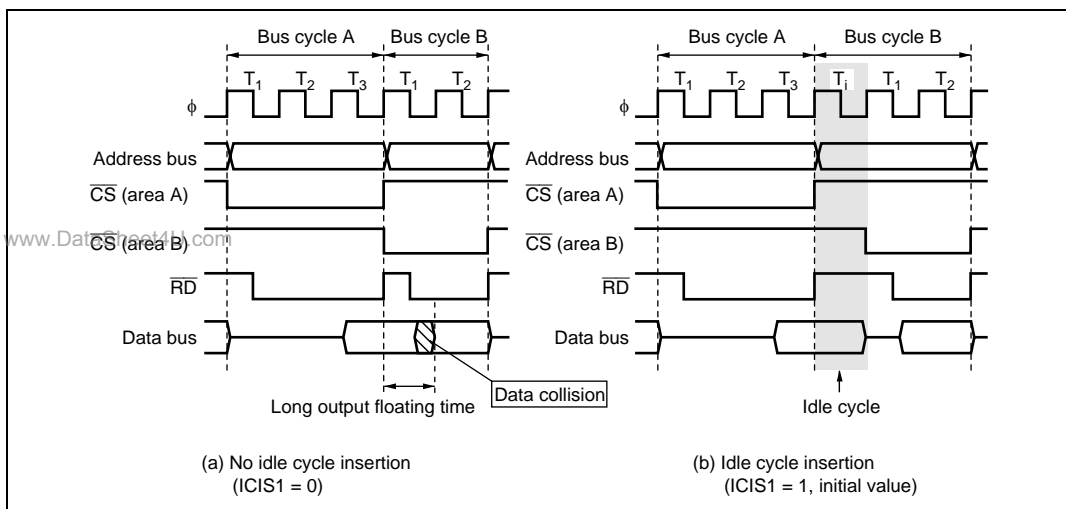 Bus cycle A Bus cycle B
T1 T2 T3 T1 T2
ϕ
Address bus
CS (area A)
CS (area B)
RD
Data bus
Data collision
Long output floating time
(a) No idle cycle insertion
(ICIS1 = 0)
Bus cycle A Bus cycle B
T1 T2 T3 Ti T1 T2
ϕ
Address bus
CS (area A)
CS (area B)
RD
Data bus
Idle cycle
(b) Idle cycle insertion
(ICIS1 = 1, initial value)
www.DataSheet4U.com